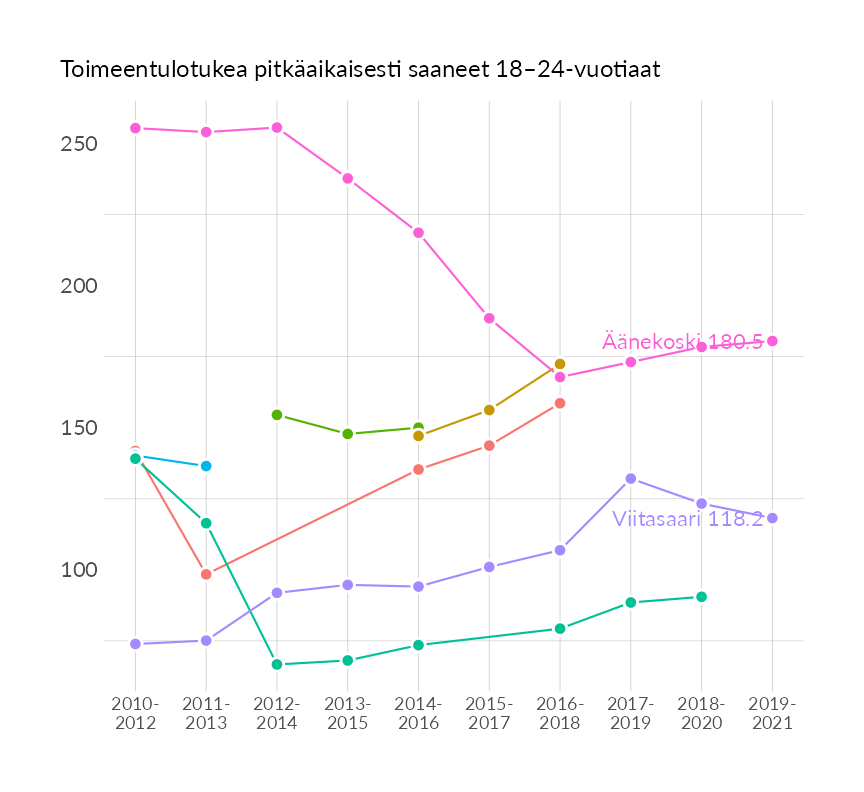 Toimeentulotukea pitkäaikaisesti saaneet 18–24-vuotiaat
250
200
150
100
Äänekoski 180.5
Viitasaari 118.2
2010- 2011- 2012- 2013- 2014- 2015- 2016- 2017- 2018- 2019-
2012 2013 2014 2015 2016 2017 2018 2019 2020 2021